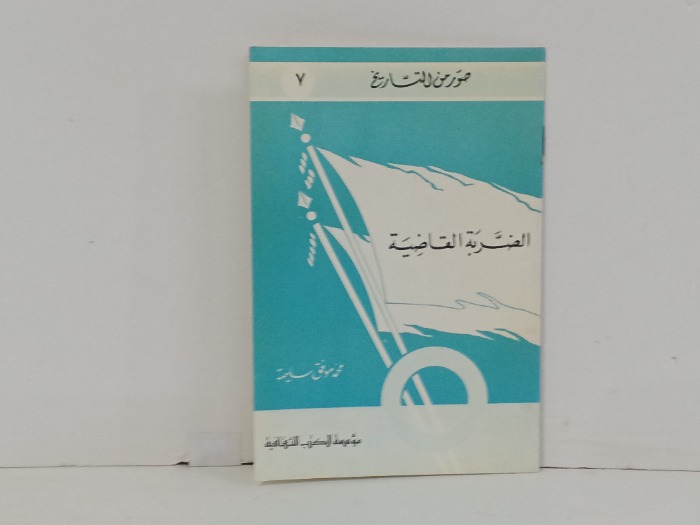 صور من التاريخ
٧
الضربة القاضية
محمد موفق سليمة
مؤسسة الكتب الثقافية